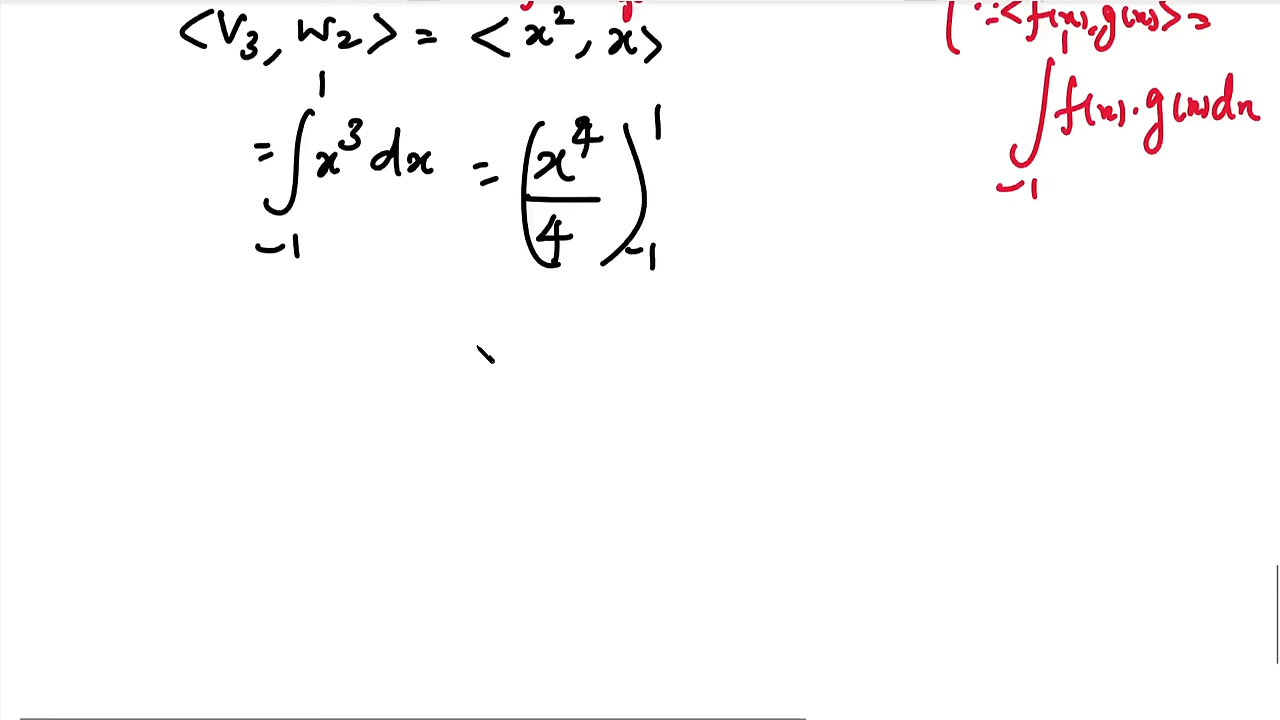 <V₃, w₂> = <x², x>
= ∫₋₁¹ x³ dx = (x⁴/4)₋₁¹
(∵ <f(x), g(x)> =
∫₋₁¹ f(x)·g(x)dx